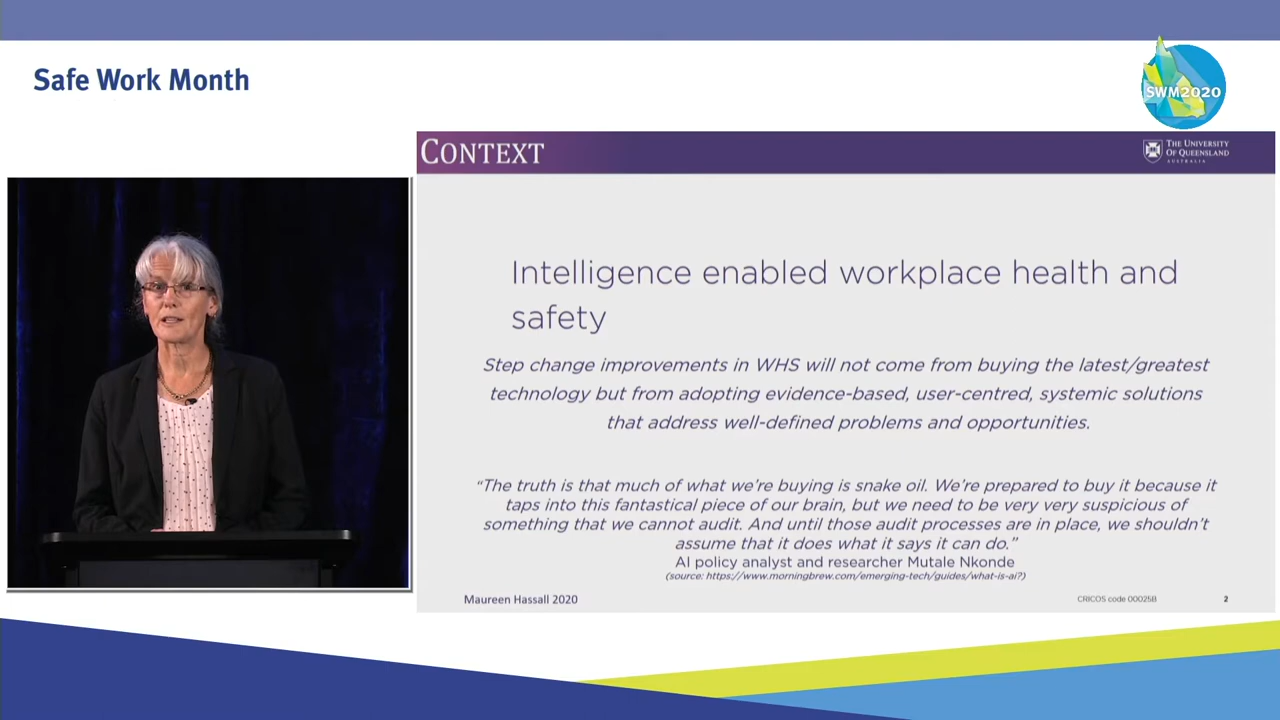 Safe Work Month
SWM2020
CONTEXT
THE UNIVERSITY
OF QUEENSLAND
AUSTRALIA
Intelligence enabled workplace health and
safety
Step change improvements in WHS will not come from buying the latest/greatest
technology but from adopting evidence-based, user-centred, systemic solutions
that address well-defined problems and opportunities.
“The truth is that much of what we’re buying is snake oil. We’re prepared to buy it because it
taps into this fantastical piece of our brain, but we need to be very very suspicious of
something that we cannot audit. And until those audit processes are in place, we shouldn’t
assume that it does what it says it can do.”
AI policy analyst and researcher Mutale Nkonde
(source: https://www.morningbrew.com/emerging-tech/guides/what-is-ai?)
Maureen Hassall 2020
CRICOS code 00025B
2